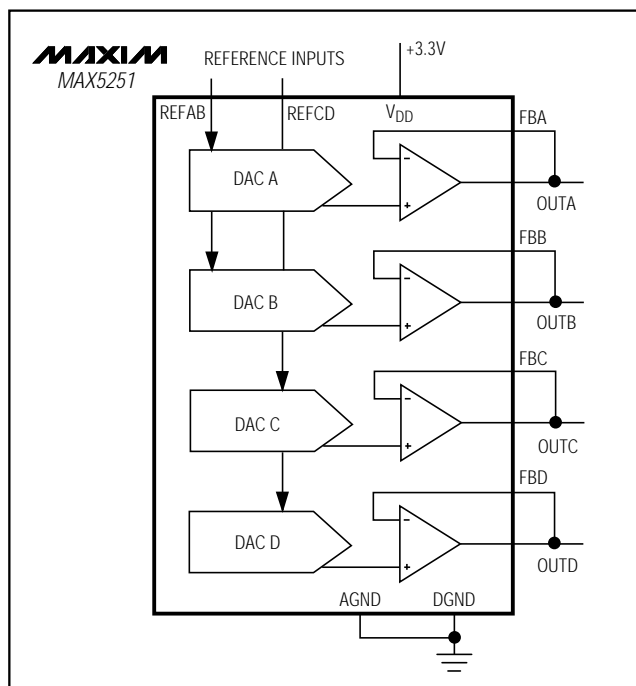 MAXIM
MAX5251
REFERENCE INPUTS
+3.3V
REFAB
REFCD
VDD
FBA
DAC A
-
+
OUTA
FBB
DAC B
-
+
OUTB
FBC
DAC C
-
+
OUTC
FBD
DAC D
-
+
OUTD
AGND
DGND